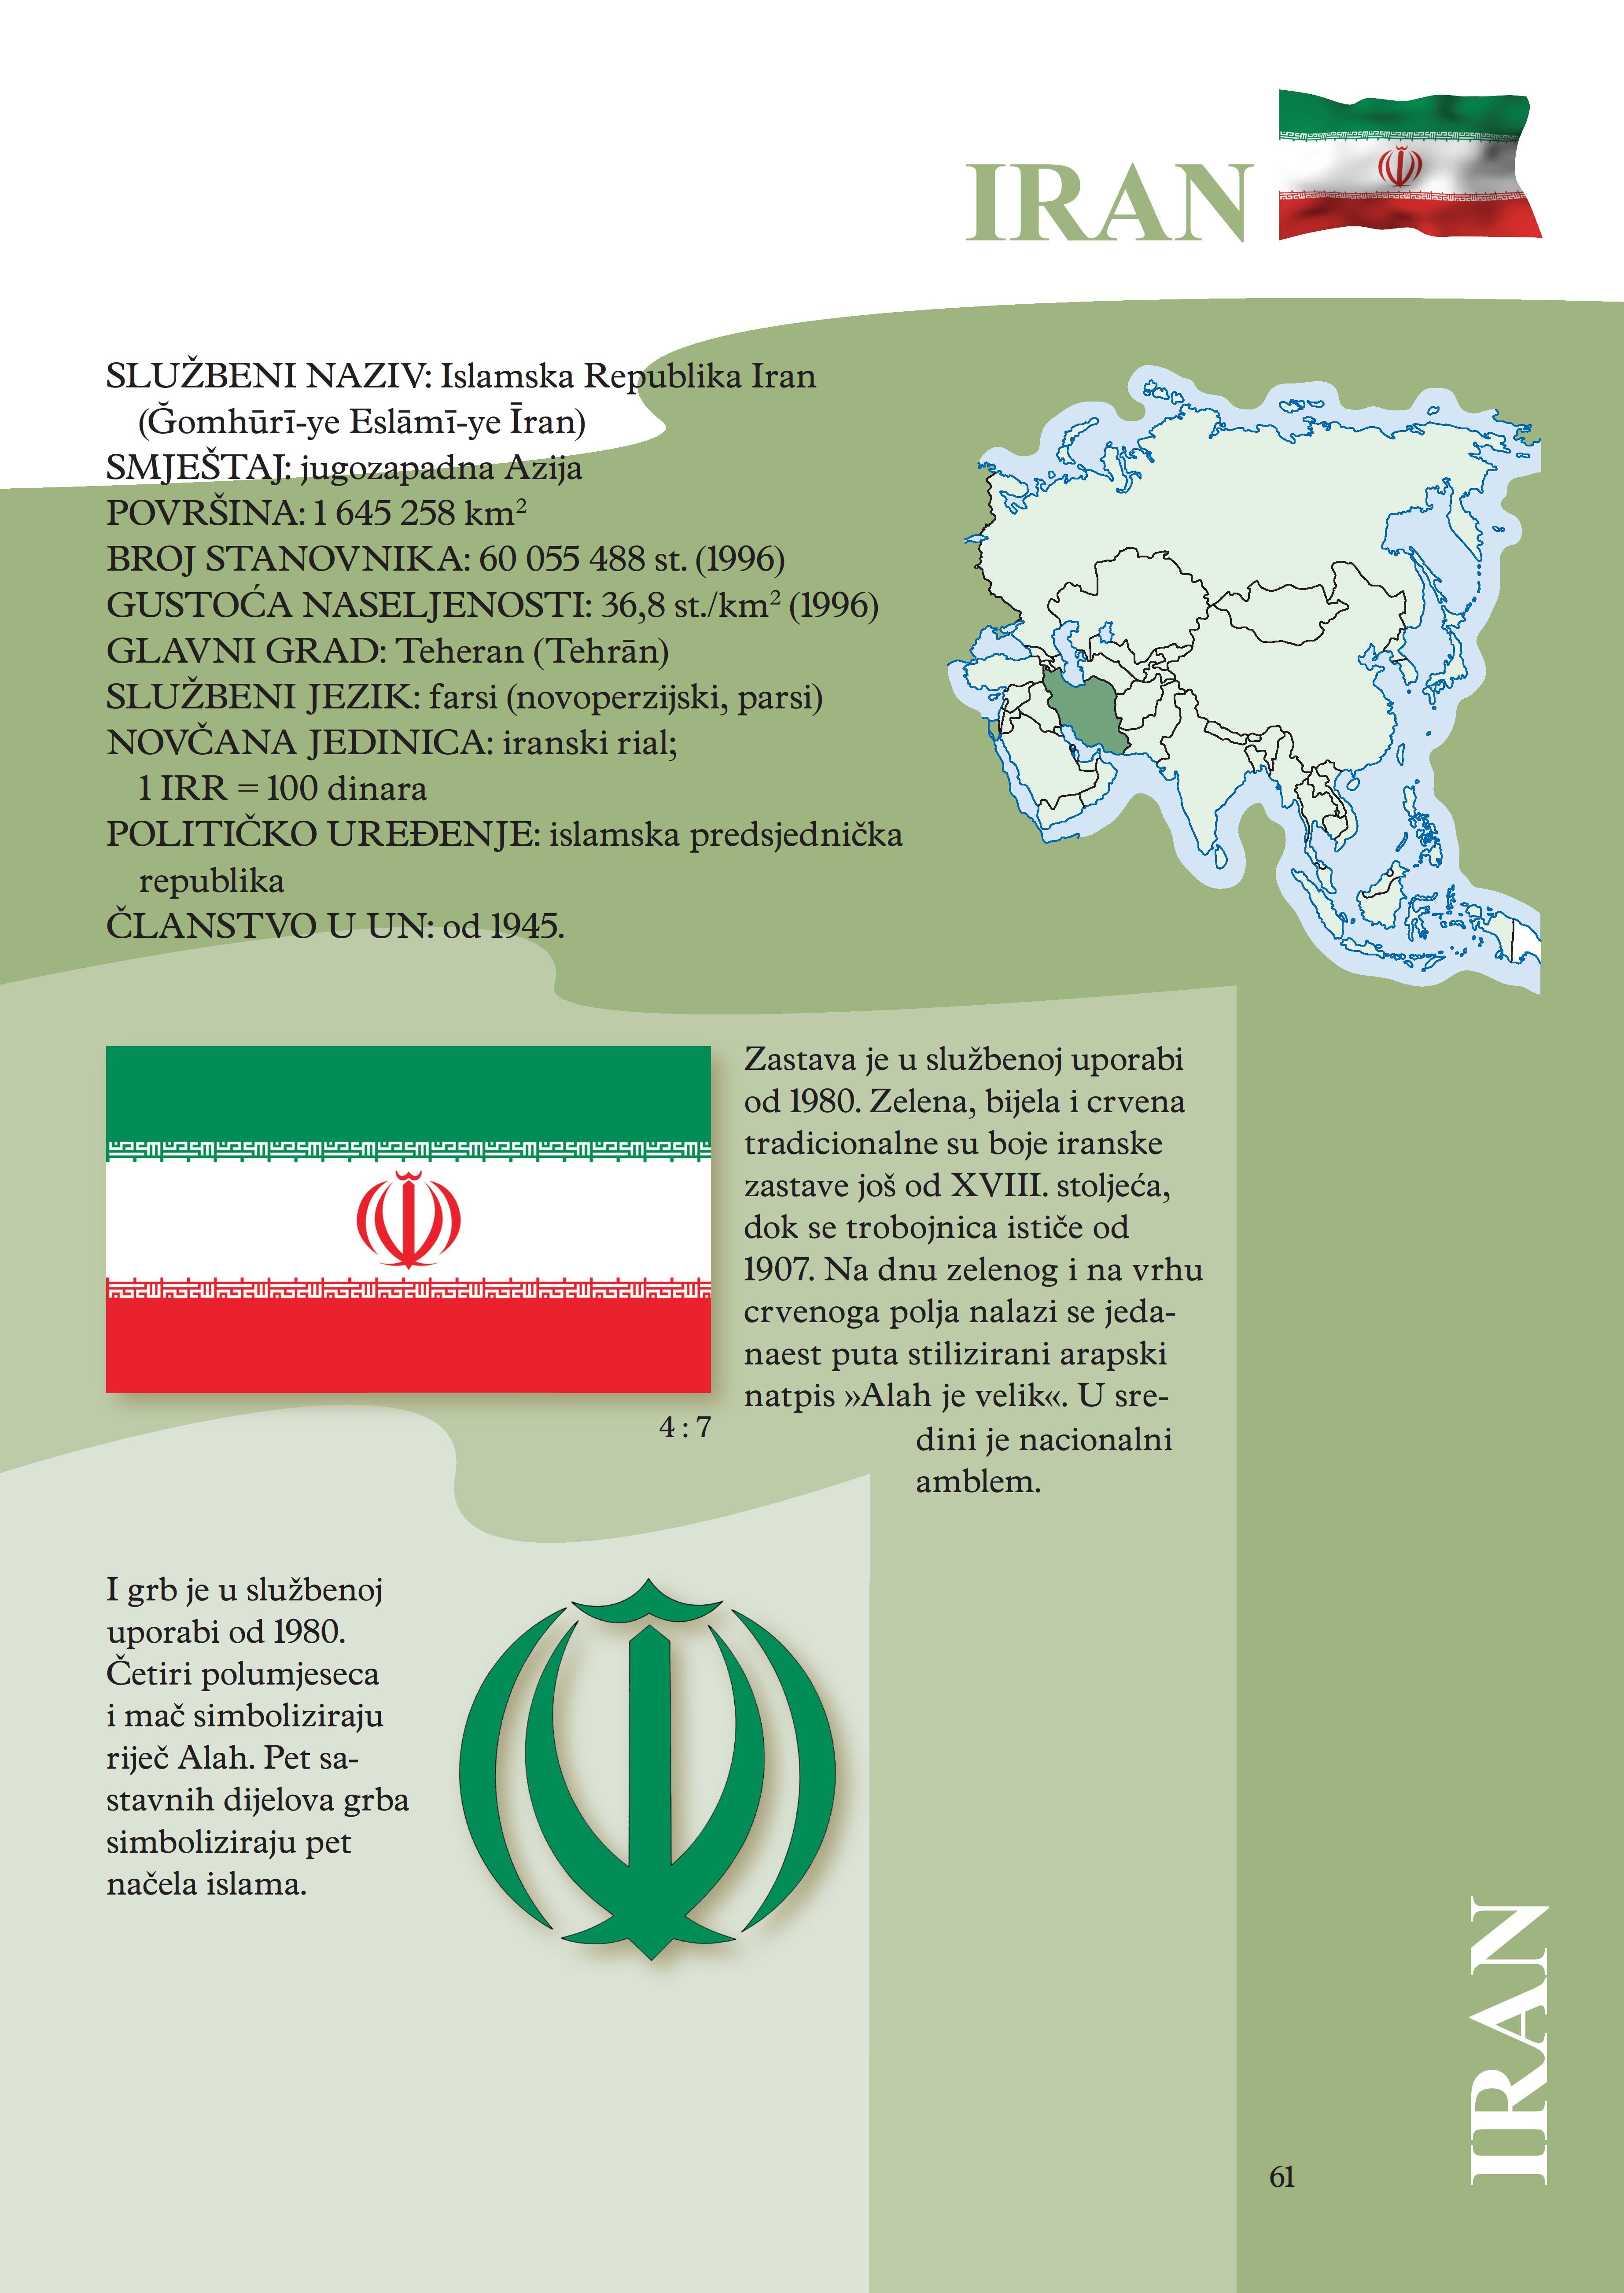 IRAN
SLUŽBENI NAZIV: Islamska Republika Iran
(Ğomhūrī-ye Eslāmī-ye Īran)
SMJEŠTAJ: jugozapadna Azija
POVRŠINA: 1 645 258 km²
BROJ STANOVNIKA: 60 055 488 st. (1996)
GUSTOĆA NASELJENOSTI: 36,8 st./km² (1996)
GLAVNI GRAD: Teheran (Tehrān)
SLUŽBENI JEZIK: farsi (novoperzijski, parsi)
NOVČANA JEDINICA: iranski rial;
1 IRR = 100 dinara
POLITIČKO UREĐENJE: islamska predsjednička
republika
ČLANSTVO U UN: od 1945.
Zastava je u službenoj uporabi
od 1980. Zelena, bijela i crvena
tradicionalne su boje iranske
zastave još od XVIII. stoljeća,
dok se trobojnica ističe od
1907. Na dnu zelenog i na vrhu
crvenoga polja nalazi se jeda-
naest puta stilizirani arapski
natpis »Alah je velik«. U sre-
dini je nacionalni
amblem.
4 : 7
I grb je u službenoj
uporabi od 1980.
Četiri polumjeseca
i mač simboliziraju
riječ Alah. Pet sa-
stavnih dijelova grba
simboliziraju pet
načela islama.
IRAN
61